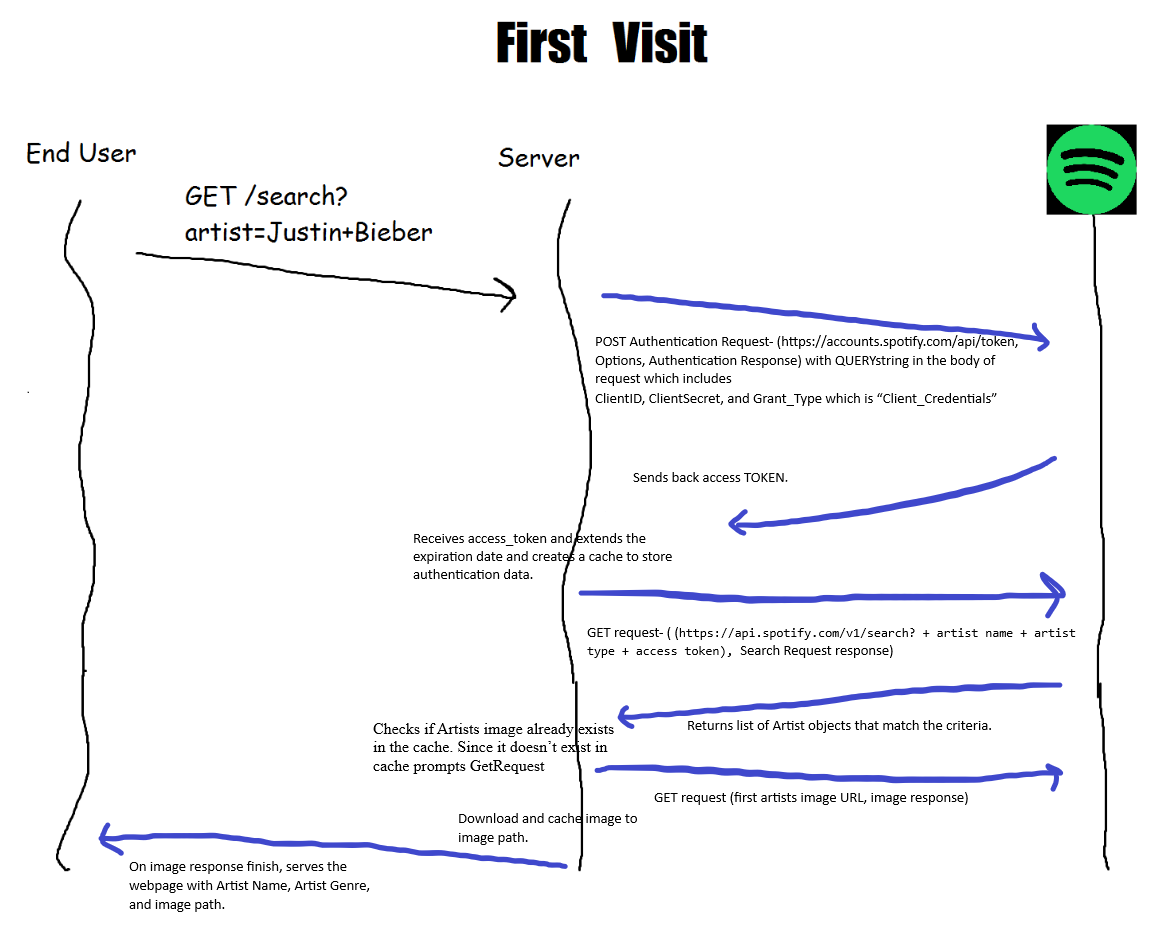 First Visit
End User
Server
GET /search?
artist=Justin+Bieber
POST Authentication Request- (https://accounts.spotify.com/api/token,
Options, Authentication Response) with QUERYstring in the body of
request which includes
ClientID, ClientSecret, and Grant_Type which is “Client_Credentials”
Sends back access TOKEN.
Receives access_token and extends the
expiration date and creates a cache to store
authentication data.
GET request- ( (https://api.spotify.com/v1/search? + artist name + artist
type + access token), Search Request response)
Returns list of Artist objects that match the criteria.
Checks if Artists image already exists
in the cache. Since it doesn’t exist in
cache prompts GetRequest
GET request (first artists image URL, image response)
Download and cache image to
image path.
On image response finish, serves the
webpage with Artist Name, Artist Genre,
and image path.